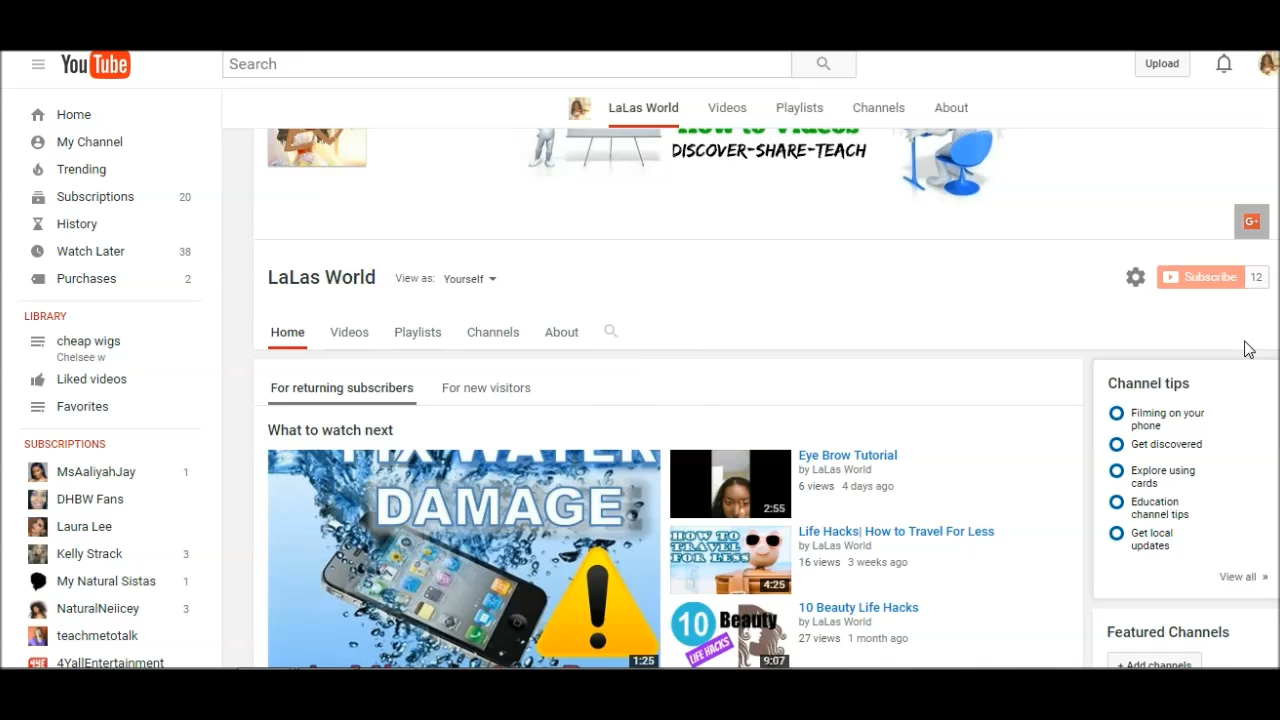 YouTube
Search
Upload
LaLas World
Videos
Playlists
Channels
About
How to Videos
DISCOVER-SHARE-TEACH
G+
Home
My Channel
Trending
Subscriptions 20
History
Watch Later 38
Purchases 2
LIBRARY
cheap wigs
Chelsee w
Liked videos
Favorites
SUBSCRIPTIONS
MsAaliyahJay 1
DHBW Fans
Laura Lee
Kelly Strack 3
My Natural Sistas 1
NaturalNeiicey 3
teachmetotalk
4YallEntertainment
LaLas World
View as: Yourself
Subscribe 12
Home
Videos
Playlists
Channels
About
For returning subscribers
For new visitors
What to watch next
FIX WATER
DAMAGE
1:25
2:55
Eye Brow Tutorial
by LaLas World
6 views 4 days ago
HOW TO
TRAVEL
FOR LESS
4:25
Life Hacks| How to Travel For Less
by LaLas World
16 views 3 weeks ago
10 Beauty
LIFE HACKS
9:07
10 Beauty Life Hacks
by LaLas World
27 views 1 month ago
Channel tips
Filming on your
phone
Get discovered
Explore using
cards
Education
channel tips
Get local
updates
View all »
Featured Channels
+ Add channels